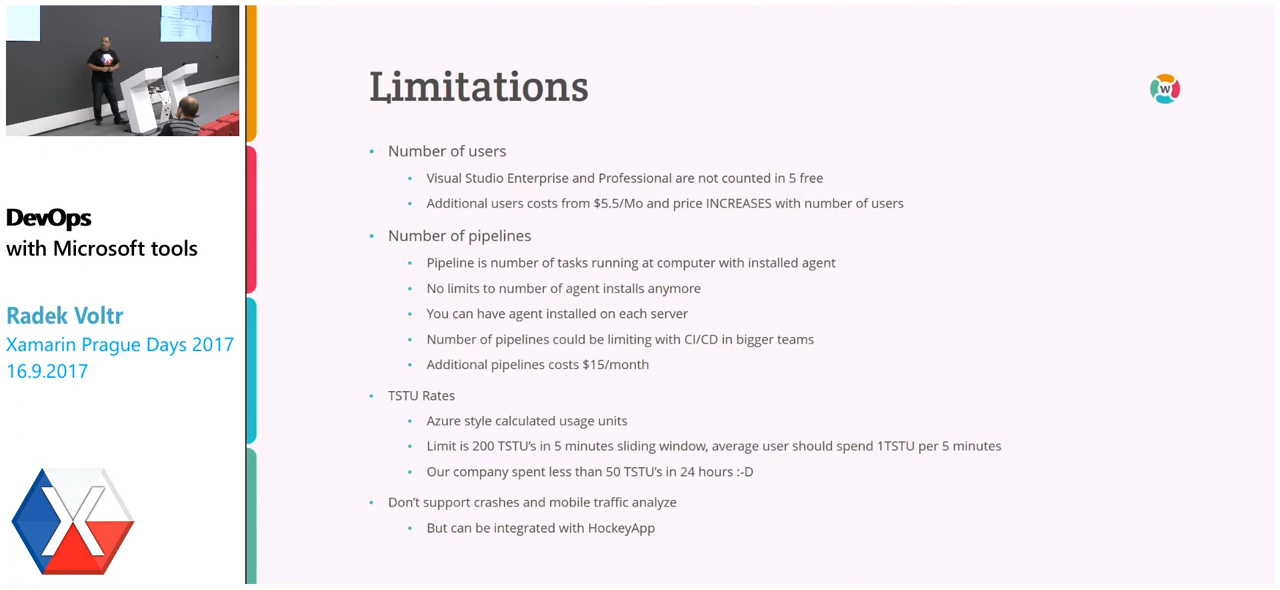 DevOps
with Microsoft tools
Radek Voltr
Xamarin Prague Days 2017
16.9.2017
Limitations
W
• Number of users
• Visual Studio Enterprise and Professional are not counted in 5 free
• Additional users costs from $5.5/Mo and price INCREASES with number of users
• Number of pipelines
• Pipeline is number of tasks running at computer with installed agent
• No limits to number of agent installs anymore
• You can have agent installed on each server
• Number of pipelines could be limiting with CI/CD in bigger teams
• Additional pipelines costs $15/month
• TSTU Rates
• Azure style calculated usage units
• Limit is 200 TSTU’s in 5 minutes sliding window, average user should spend 1TSTU per 5 minutes
• Our company spent less than 50 TSTU’s in 24 hours :-D
• Don’t support crashes and mobile traffic analyze
• But can be integrated with HockeyApp
X